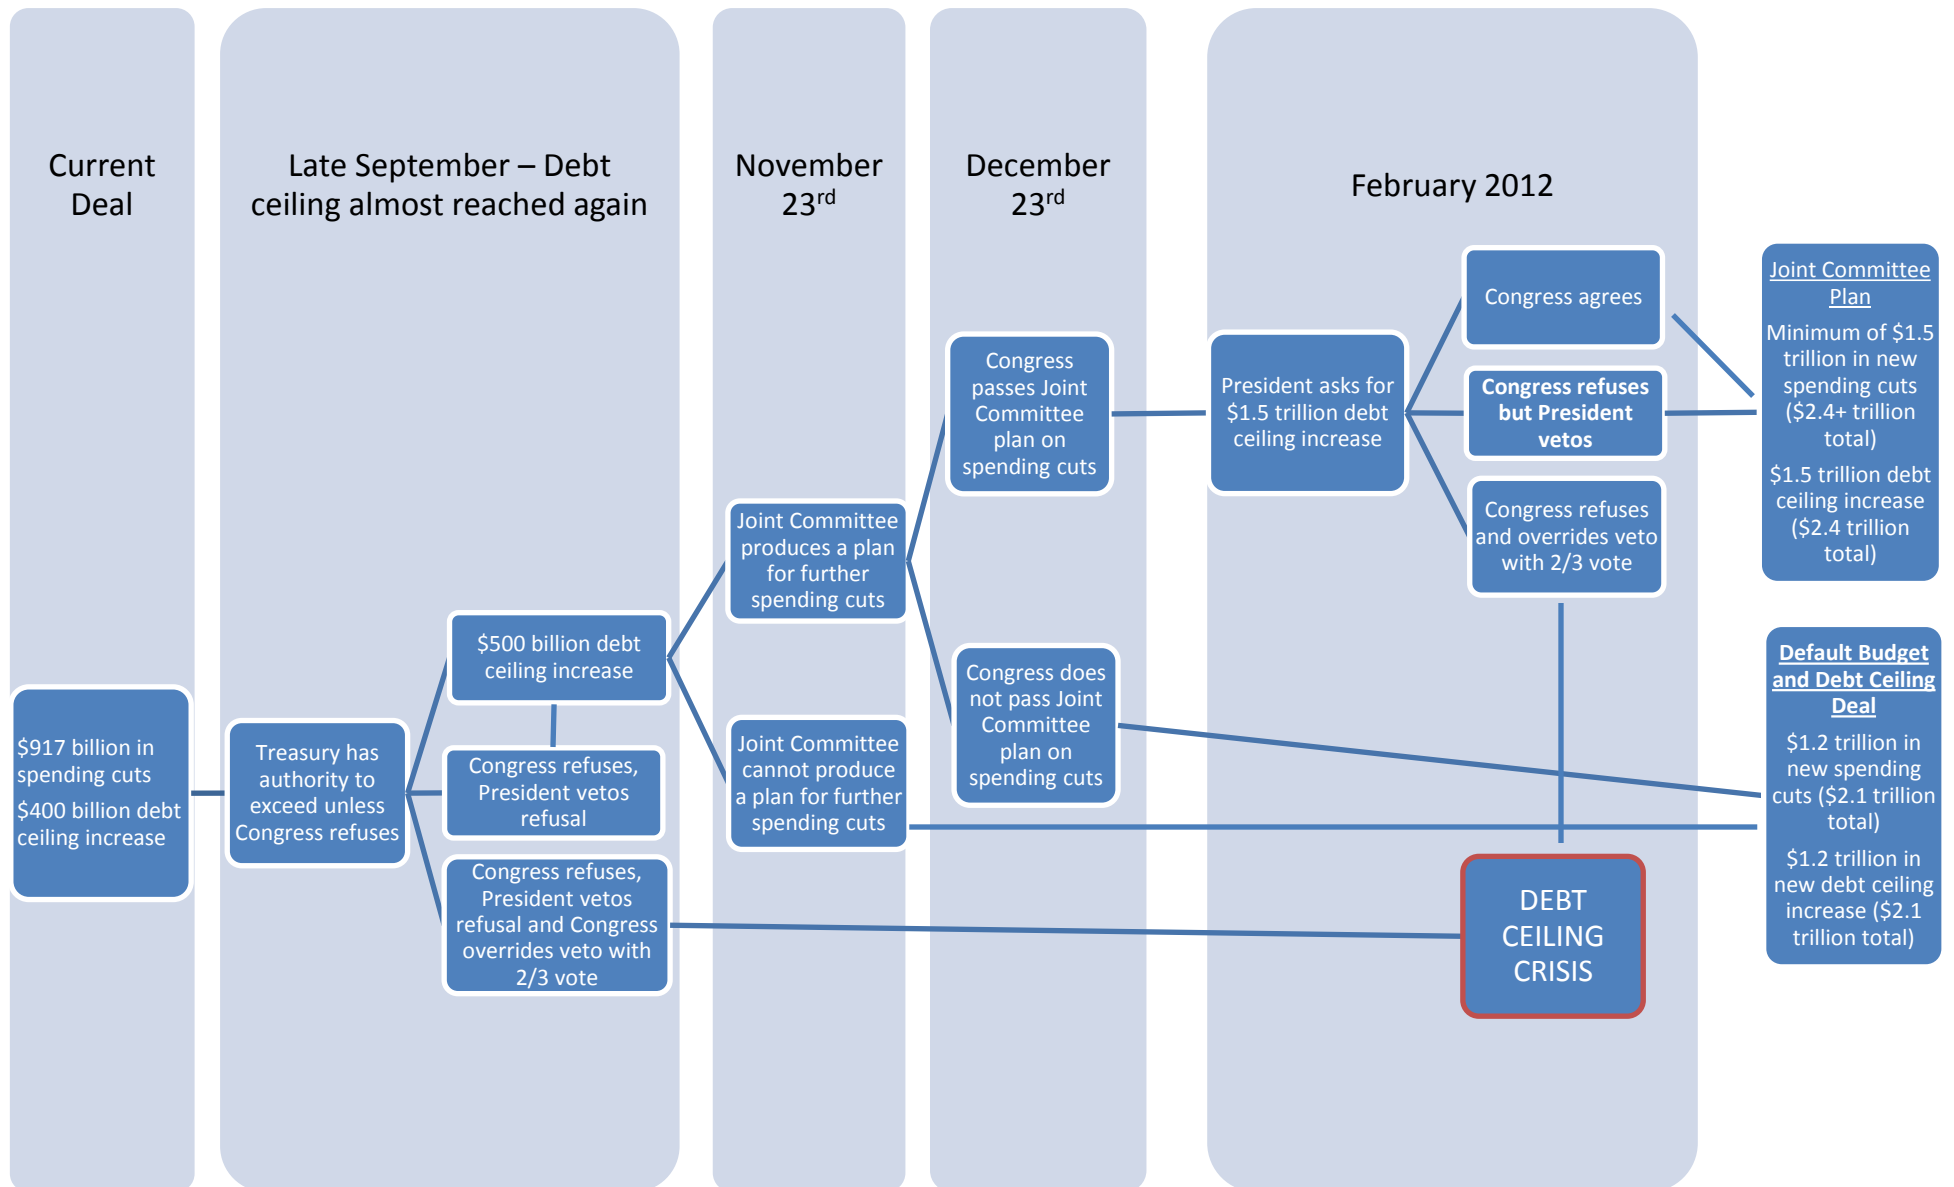 Current
Deal
Late September – Debt
ceiling almost reached again
November
23rd
December
23rd
February 2012
$917 billion in
spending cuts
$400 billion debt
ceiling increase
Treasury has
authority to
exceed unless
Congress refuses
$500 billion debt
ceiling increase
Congress refuses,
President vetos
refusal
Congress refuses,
President vetos
refusal and Congress
overrides veto with
2/3 vote
Joint Committee
produces a plan
for further
spending cuts
Joint Committee
cannot produce
a plan for further
spending cuts
Congress
passes Joint
Committee
plan on
spending cuts
Congress does
not pass Joint
Committee
plan on
spending cuts
President asks for
$1.5 trillion debt
ceiling increase
Congress agrees
Congress refuses
but President
vetos
Congress refuses
and overrides veto
with 2/3 vote
DEBT
CEILING
CRISIS
Joint Committee
Plan
Minimum of $1.5
trillion in new
spending cuts
($2.4+ trillion
total)
$1.5 trillion debt
ceiling increase
($2.4 trillion
total)
Default Budget
and Debt Ceiling
Deal
$1.2 trillion in
new spending
cuts ($2.1 trillion
total)
$1.2 trillion in
new debt ceiling
increase ($2.1
trillion total)